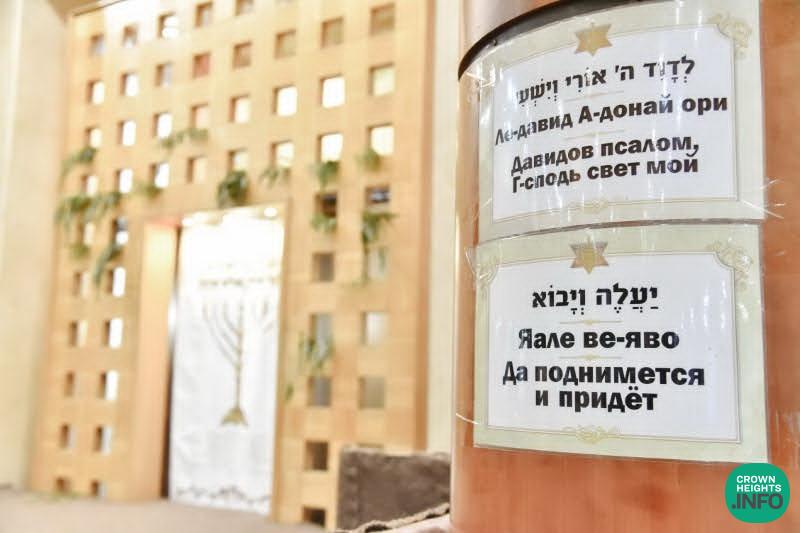 לְדָוִד ה' אוֹרִי וְיִשְׁעִי
Ле-давид А-донай ори
Давидов псалом,
Г-сподь свет мой
יַעֲלֶה וְיָבוֹא
Яале ве-яво
Да поднимется
и придёт
CROWN
HEIGHTS
.INFO